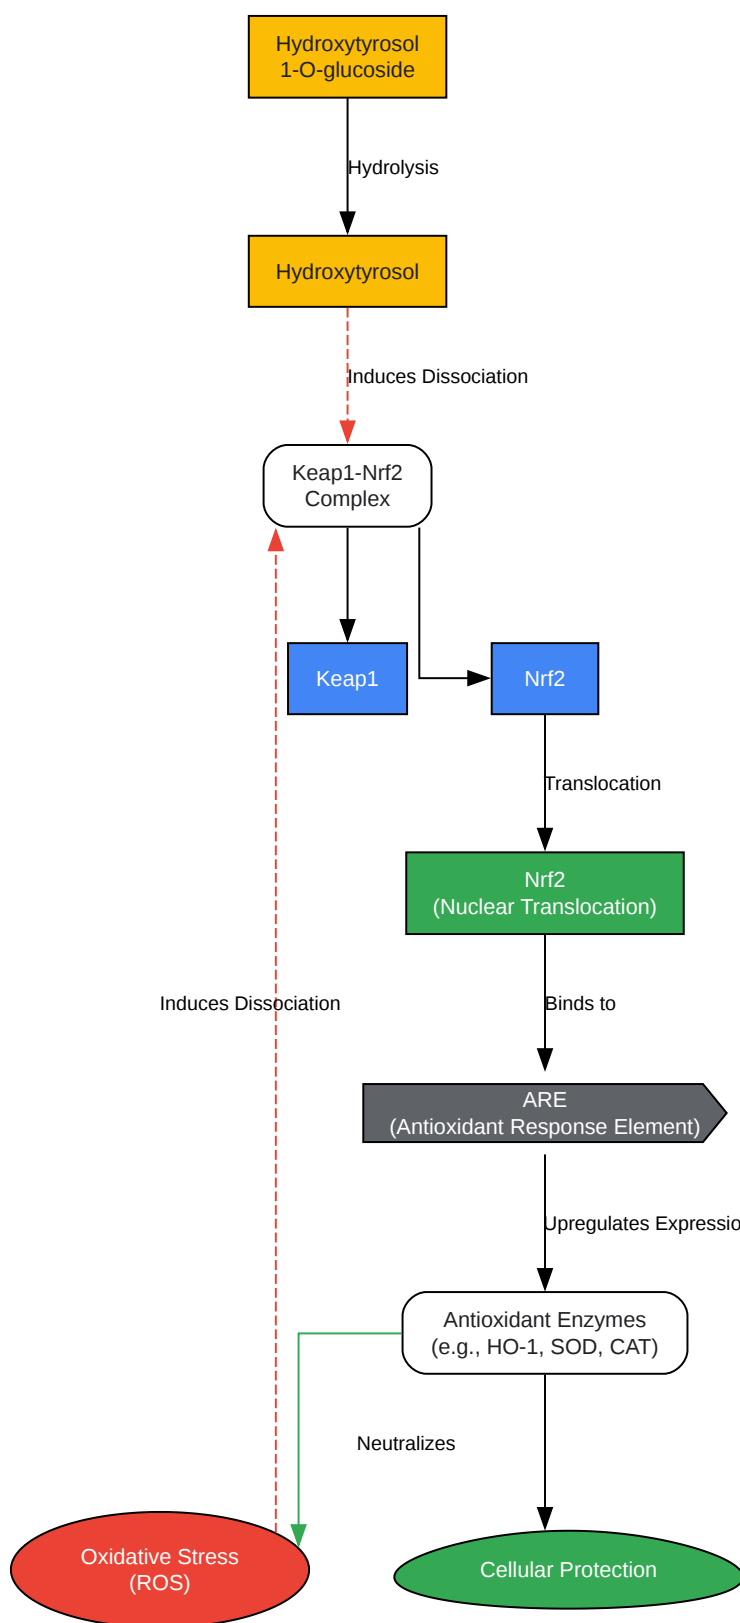 Hydroxytyrosol
1-O-glucoside
Hydrolysis
Hydroxytyrosol
Induces Dissociation
Keap1-Nrf2
Complex
Keap1
Nrf2
Translocation
Nrf2
(Nuclear Translocation)
Induces Dissociation
Binds to
ARE
(Antioxidant Response Element)
Upregulates Expressio
Antioxidant Enzymes
(e.g., HO-1, SOD, CAT)
Neutralizes
Oxidative Stress
(ROS)
Cellular Protection